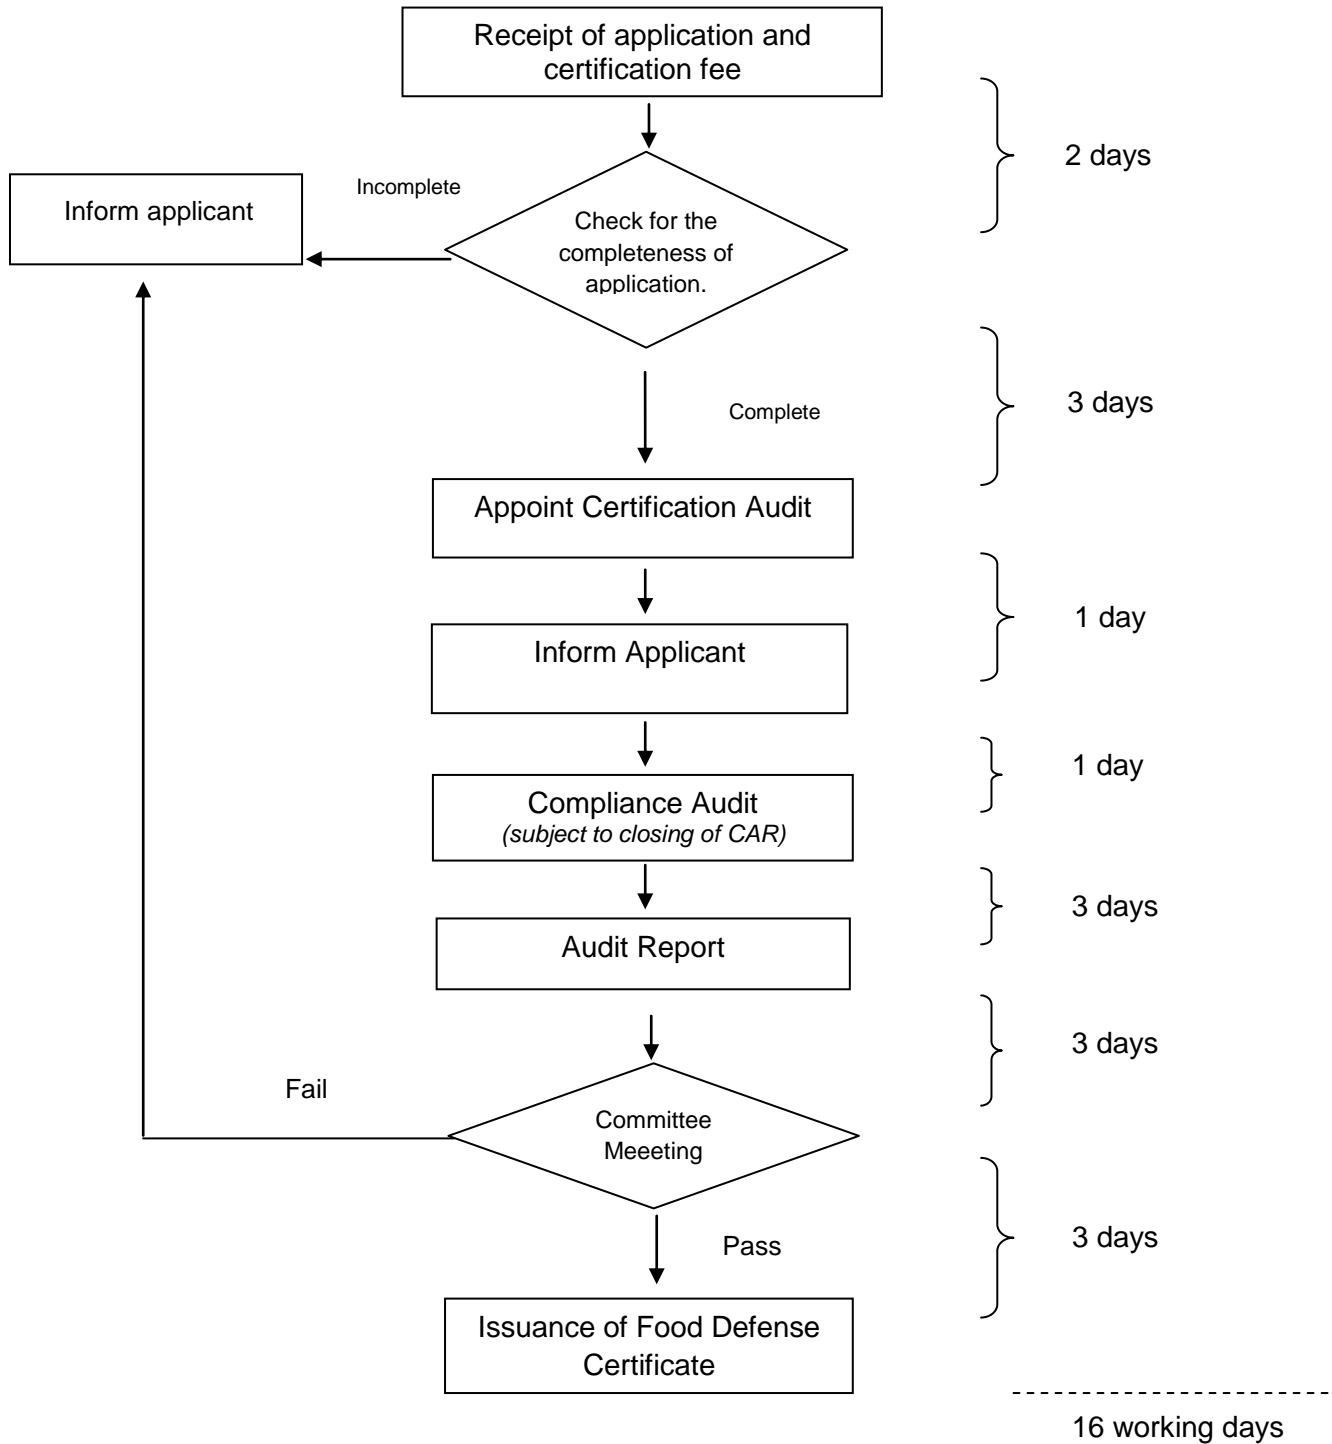 Receipt of application and
certification fee
2 days
Incomplete
Inform applicant
Check for the
completeness of
application.
3 days
Complete
Appoint Certification Audit
1 day
Inform Applicant
1 day
Compliance Audit
(subject to closing of CAR)
3 days
Audit Report
3 days
Fail
Committee
Meeeting
3 days
Pass
Issuance of Food Defense
Certificate
16 working days